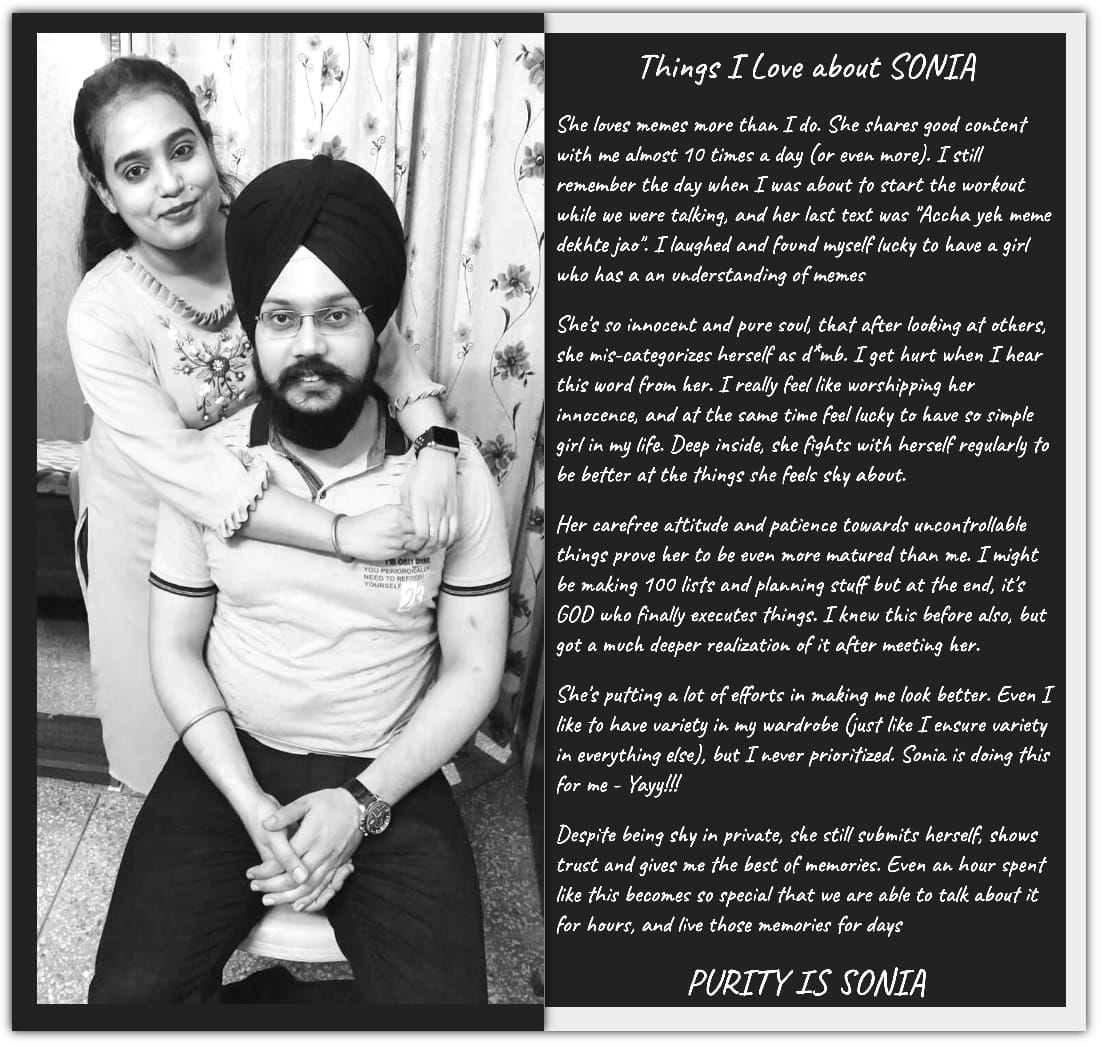 Things I Love about SONIA
She loves memes more than I do. She shares good content
with me almost 10 times a day (or even more). I still
remember the day when I was about to start the workout
while we were talking, and her last text was "Accha yeh meme
dekhte jao". I laughed and found myself lucky to have a girl
who has a an understanding of memes
She's so innocent and pure soul, that after looking at others,
she mis-categorizes herself as d*mb. I get hurt when I hear
this word from her. I really feel like worshipping her
innocence, and at the same time feel lucky to have so simple
girl in my life. Deep inside, she fights with herself regularly to
be better at the things she feels shy about.
Her carefree attitude and patience towards uncontrollable
things prove her to be even more matured than me. I might
be making 100 lists and planning stuff but at the end, it's
GOD who finally executes things. I knew this before also, but
got a much deeper realization of it after meeting her.
She's putting a lot of efforts in making me look better. Even I
like to have variety in my wardrobe (just like I ensure variety
in everything else), but I never prioritized. Sonia is doing this
for me - Yayy!!!
Despite being shy in private, she still submits herself, shows
trust and gives me the best of memories. Even an hour spent
like this becomes so special that we are able to talk about it
for hours, and live those memories for days
PURITY IS SONIA
YOU PERIORDICALLY
NEED TO REFRESH
YOURSELF
23